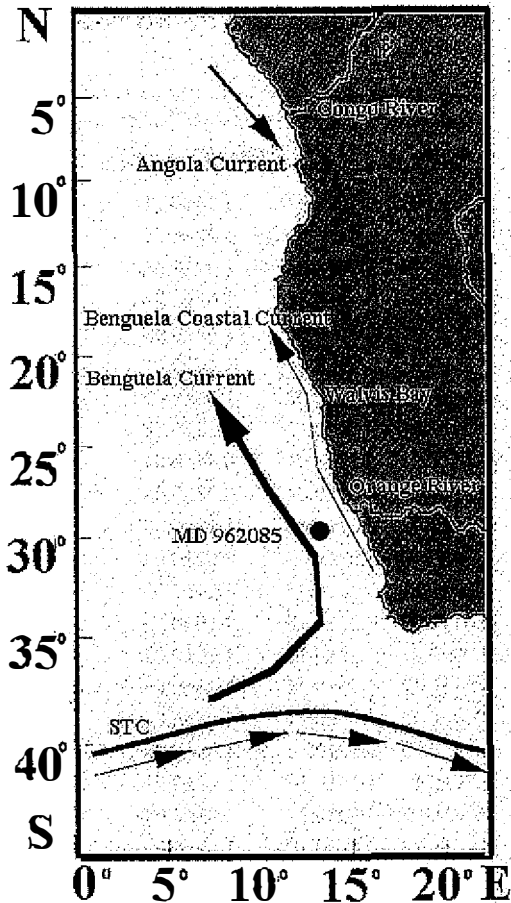 N
5°
Congo River
Angola Current
10°
15°
Benguela Coastal Current
20°
Benguela Current
Walvis Bay
25°
Orange River
MD 962085
30°
35°
STC
40°
S
0° 5° 10° 15° 20° E